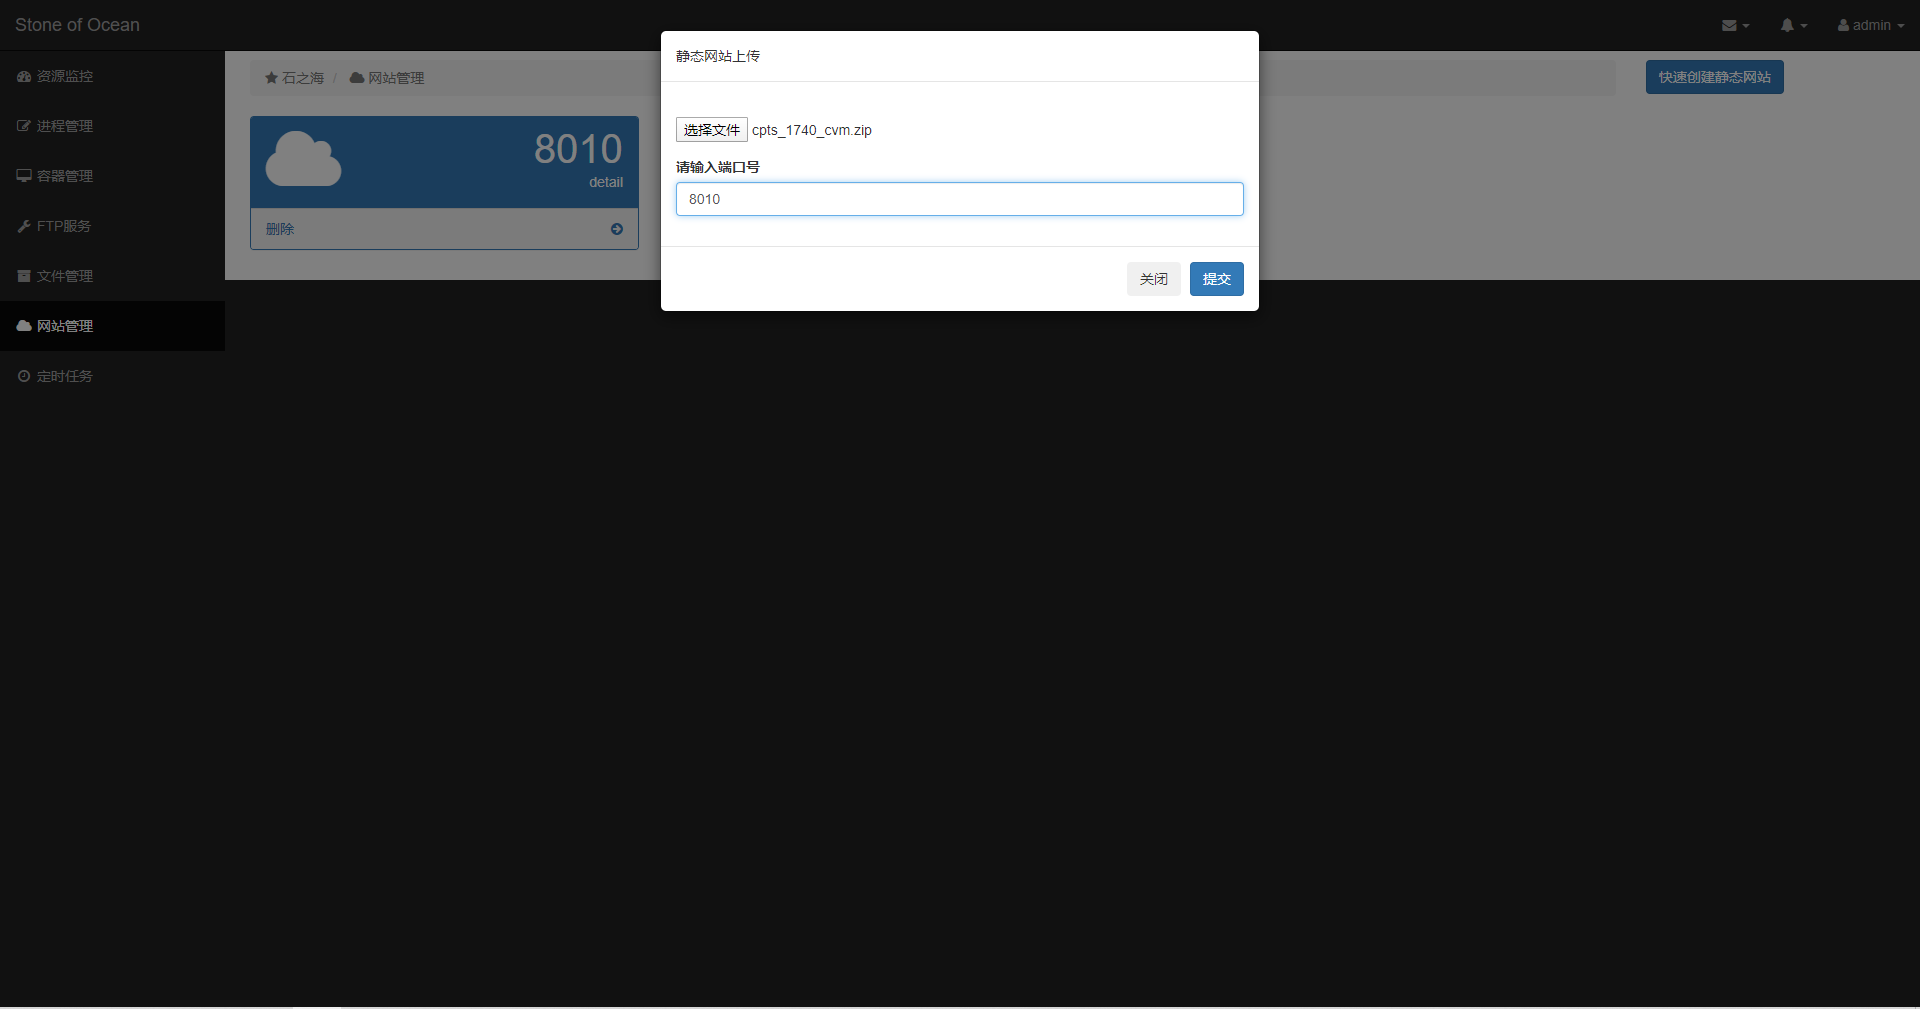 Stone of Ocean
admin
资源监控
进程管理
容器管理
FTP服务
文件管理
网站管理
定时任务
石之海 / 网站管理
快速创建静态网站
8010
detail
删除
静态网站上传
选择文件 cpts_1740_cvm.zip
请输入端口号
8010
关闭 提交